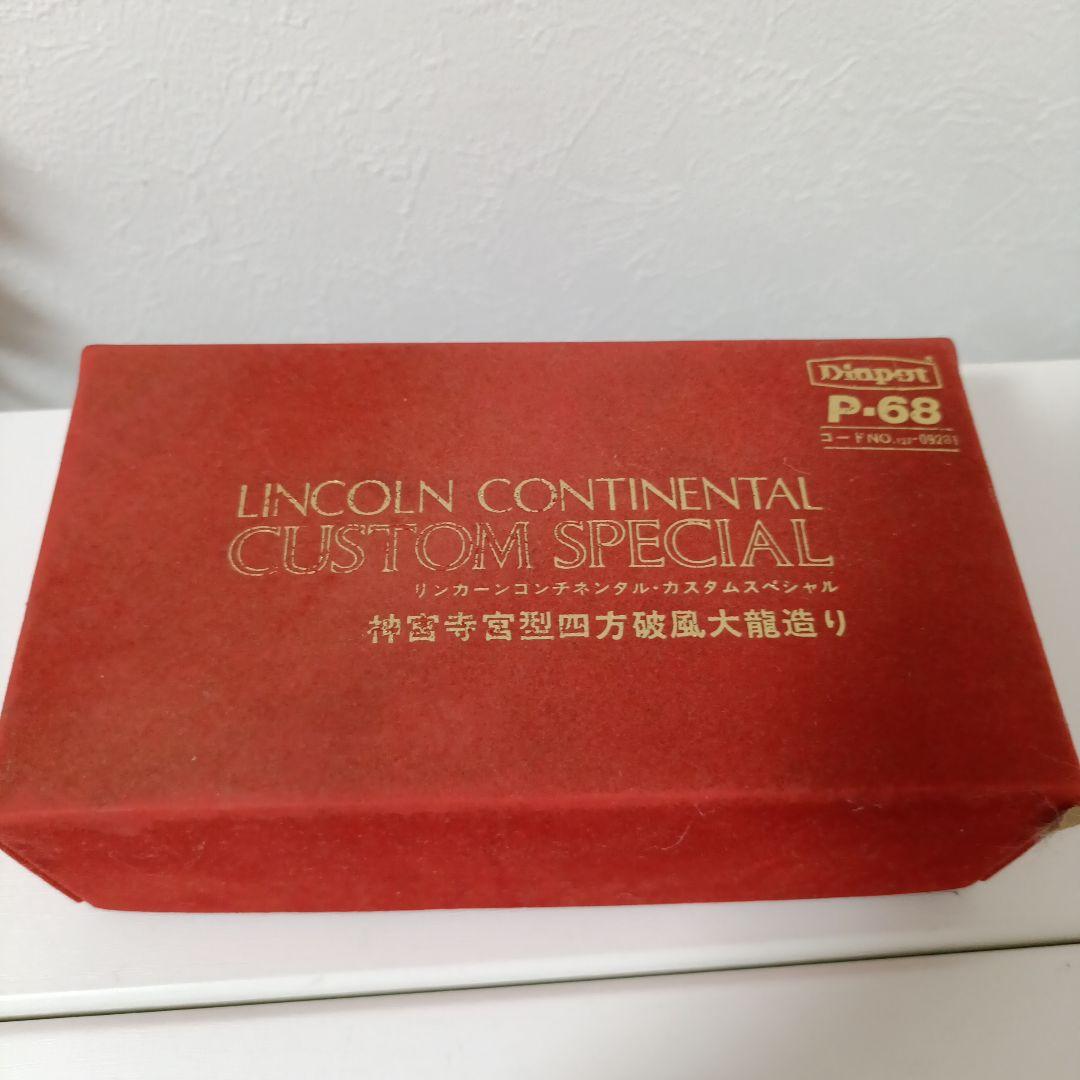 Diapet
P-68
コードNO.
LINCOLN CONTINENTAL
CUSTOM SPECIAL
リンカーンコンチネンタル・カスタムスペシャル
神宮寺宮型四方破風大龍造り